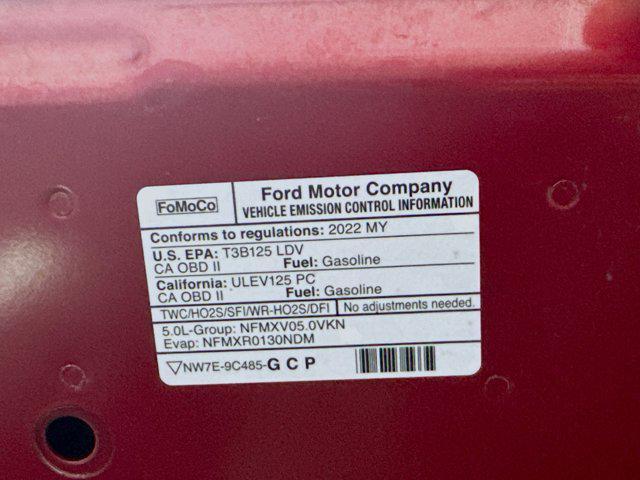 FoMoCo
Ford Motor Company
VEHICLE EMISSION CONTROL INFORMATION
Conforms to regulations: 2022 MY
U.S. EPA: T3B125 LDV
CA OBD II Fuel: Gasoline
California: ULEV125 PC
CA OBD II Fuel: Gasoline
TWC/HO2S/SFI/WR-HO2S/DFI No adjustments needed.
5.0L-Group: NFMXV05.0VKN
Evap: NFMXR0130NDM
NW7E-9C485-G C P